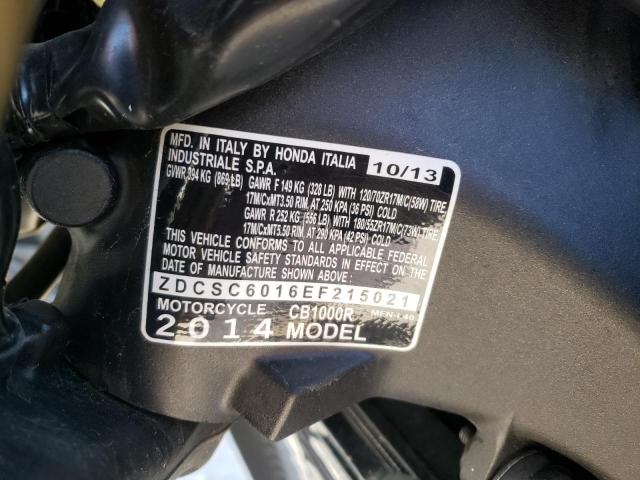 MFD. IN ITALY BY HONDA ITALIA
INDUSTRIALE S.P.A. 10/13
GVWR 394 KG (869 LB) GAWR F 149 KG (328 LB) WITH 120/70ZR17M/C(58W) TIRE
17M/CxMT3.50 RIM, AT 250 KPA (36 PSI) COLD
GAWR R 252 KG (556 LB) WITH 180/55ZR17M/C(73W) TIRE
17M/CxMT5.50 RIM, AT 290 KPA (42 PSI) COLD
THIS VEHICLE CONFORMS TO ALL APPLICABLE FEDERAL
MOTOR VEHICLE SAFETY STANDARDS IN EFFECT ON THE
DATE OF MANUFACTURE SHOWN ABOVE.
ZDCSC6016EF215021
MOTORCYCLE CB1000R MFN-L40
2014 MODEL